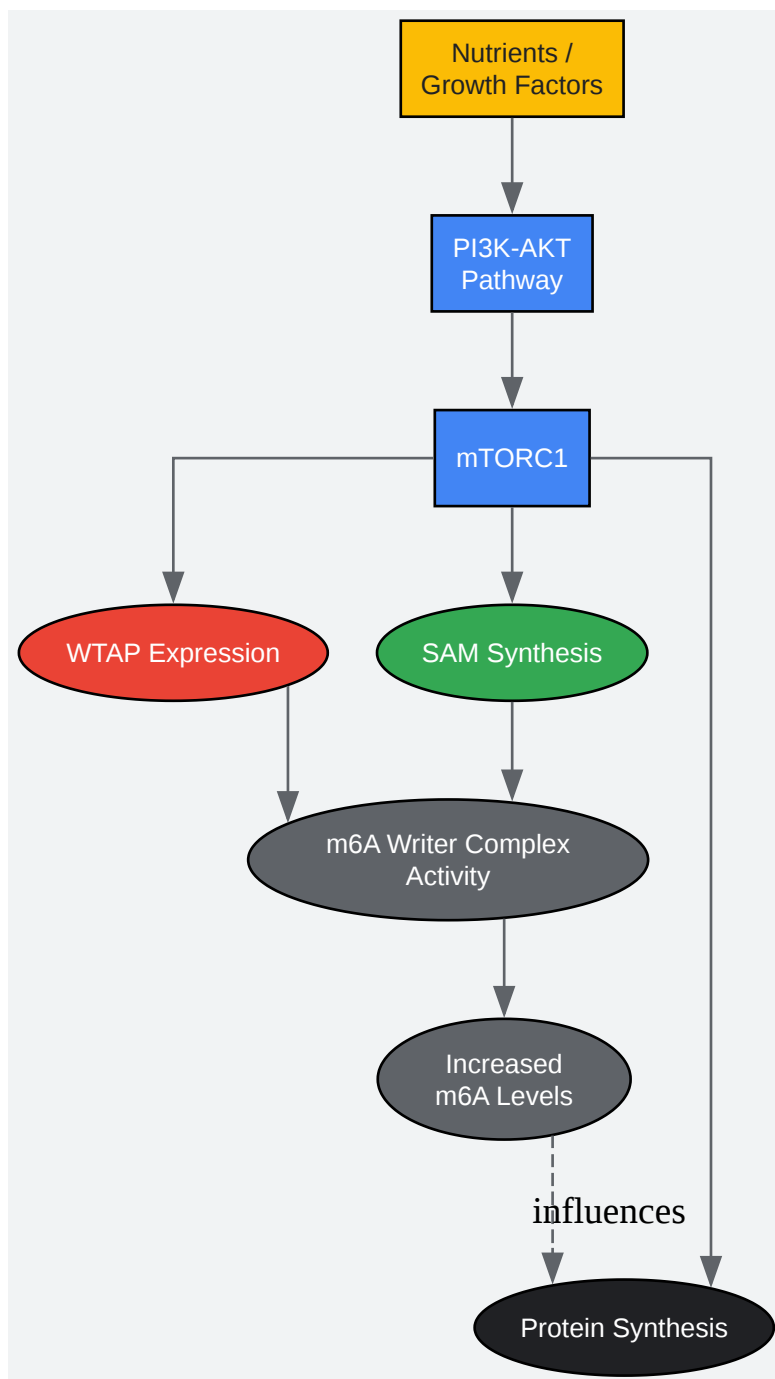 Nutrients /
Growth Factors
PI3K-AKT
Pathway
mTORC1
WTAP Expression
SAM Synthesis
m6A Writer Complex
Activity
Increased
m6A Levels
influences
Protein Synthesis